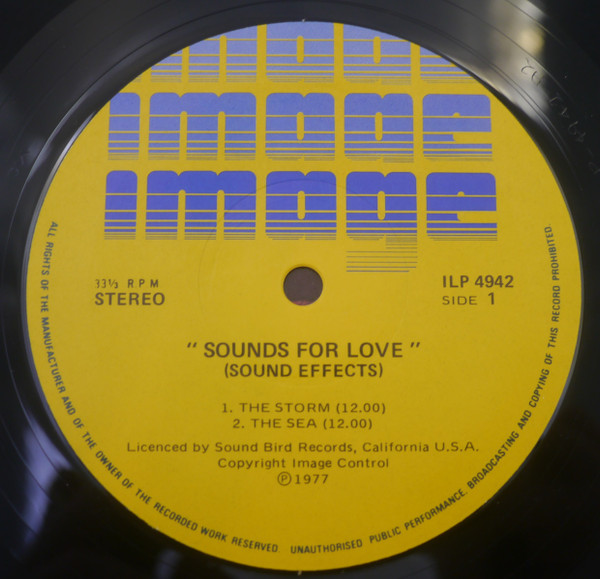 image
image
image
33⅓ R P M
STEREO
ILP 4942
SIDE 1
" SOUNDS FOR LOVE "
(SOUND EFFECTS)
1. THE STORM (12.00)
2. THE SEA (12.00)
Licenced by Sound Bird Records, California U.S.A.
Copyright Image Control
Ⓟ1977
ALL RIGHTS OF THE MANUFACTURER AND OF THE OWNER OF THE RECORDED WORK RESERVED. UNAUTHORISED PUBLIC PERFORMANCE. BROADCASTING AND COPYING OF THIS RECORD PROHIBITED.